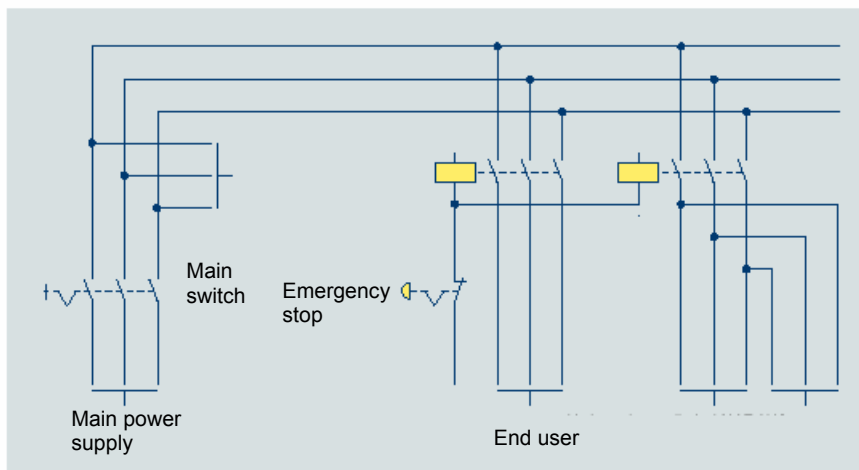 Main
switch
Emergency
stop
Main power
supply
End user